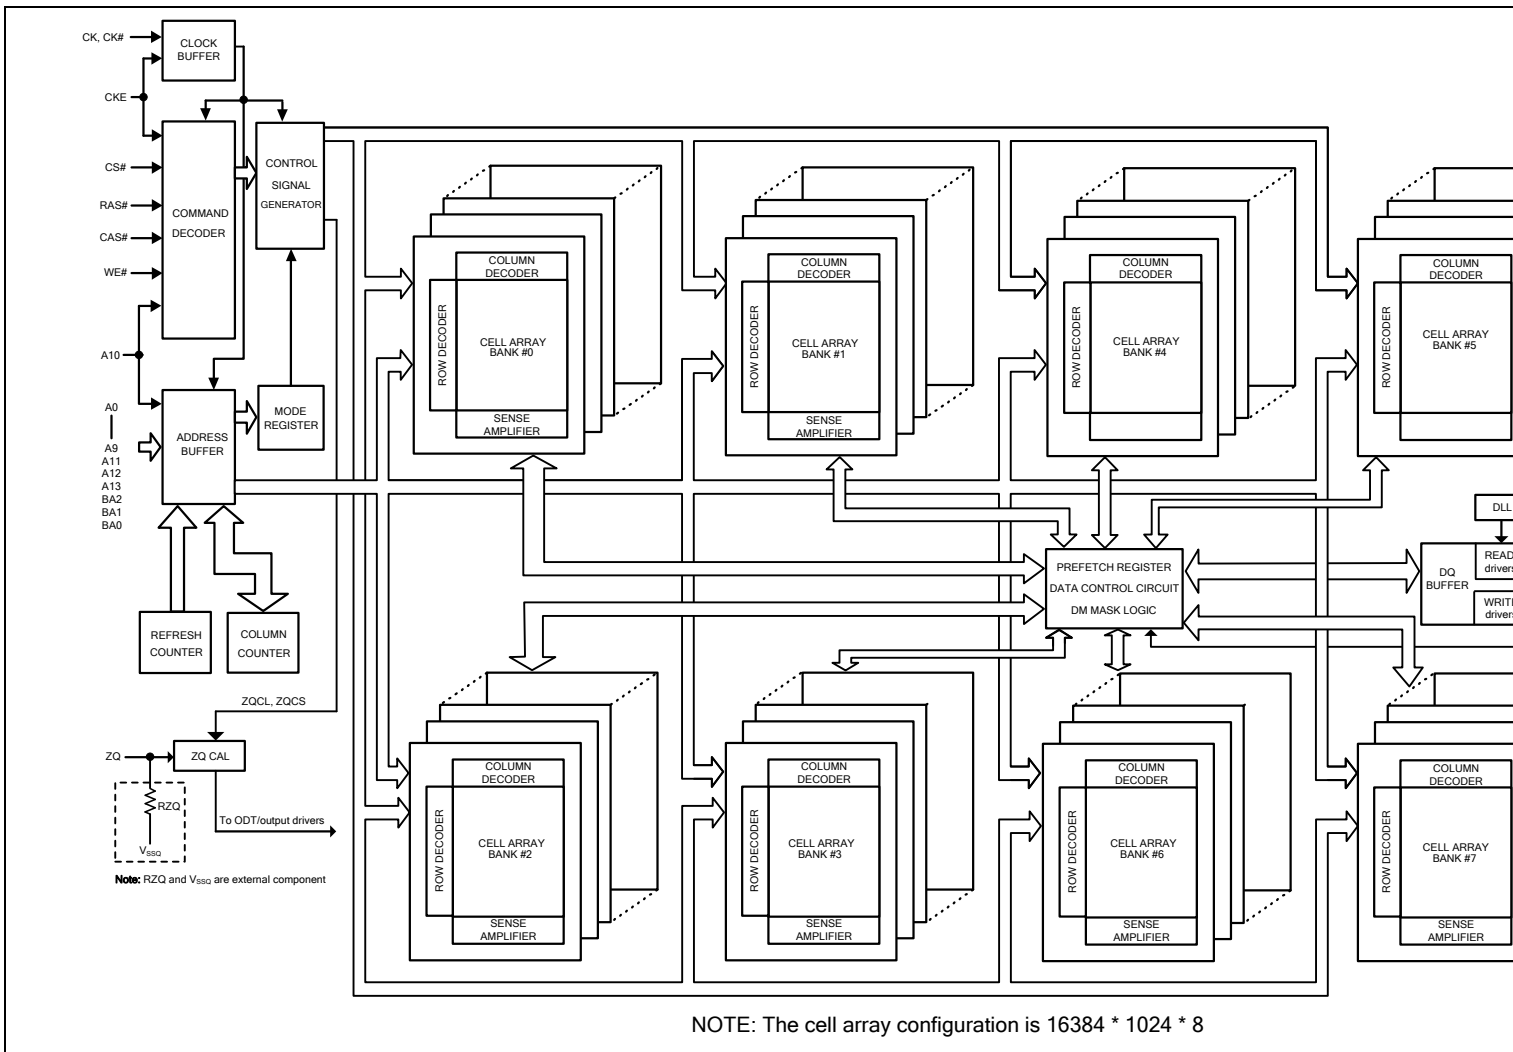 CK, CK#
CLOCK
BUFFER
CKE
CS#
RAS#
CAS#
WE#
COMMAND
DECODER
CONTROL
SIGNAL
GENERATOR
A10
A0
A9
A11
A12
A13
BA2
BA1
BA0
ADDRESS
BUFFER
MODE
REGISTER
REFRESH
COUNTER
COLUMN
COUNTER
ZQCL, ZQCS
ZQ
ZQ CAL
RZQ
VSSQ
To ODT/output drivers
Note: RZQ and VSSQ are external component
COLUMN
DECODER
ROW DECODER
CELL ARRAY
BANK #0
SENSE
AMPLIFIER
COLUMN
DECODER
ROW DECODER
CELL ARRAY
BANK #1
SENSE
AMPLIFIER
COLUMN
DECODER
ROW DECODER
CELL ARRAY
BANK #4
COLUMN
DECODER
ROW DECODER
CELL ARRAY
BANK #5
PREFETCH REGISTER
DATA CONTROL CIRCUIT
DM MASK LOGIC
DLL
DQ
BUFFER
READ
drivers
WRITE
drivers
COLUMN
DECODER
ROW DECODER
CELL ARRAY
BANK #2
SENSE
AMPLIFIER
COLUMN
DECODER
ROW DECODER
CELL ARRAY
BANK #3
SENSE
AMPLIFIER
COLUMN
DECODER
ROW DECODER
CELL ARRAY
BANK #6
SENSE
AMPLIFIER
COLUMN
DECODER
ROW DECODER
CELL ARRAY
BANK #7
SENSE
AMPLIFIER
NOTE: The cell array configuration is 16384 * 1024 * 8